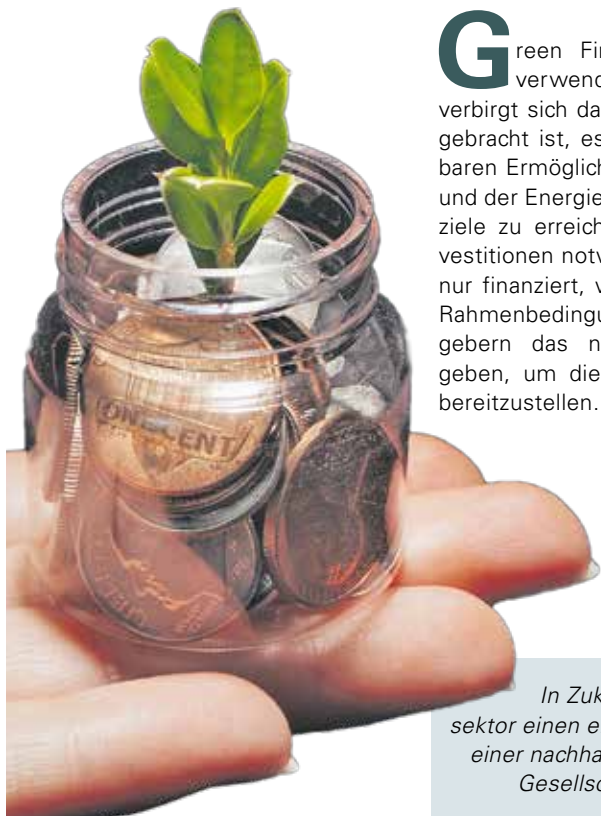 Green Fi
verwend
verbirgt sich da
gebracht ist, es
baren Ermöglich
und der Energie
ziele zu erreich
vestitionen notv
nur finanziert, v
Rahmenbedingu
gebern das n
geben, um die
bereitzustellen.
ONE CENT
In Zuk
sektor einen e
einer nachha
Gesellsc